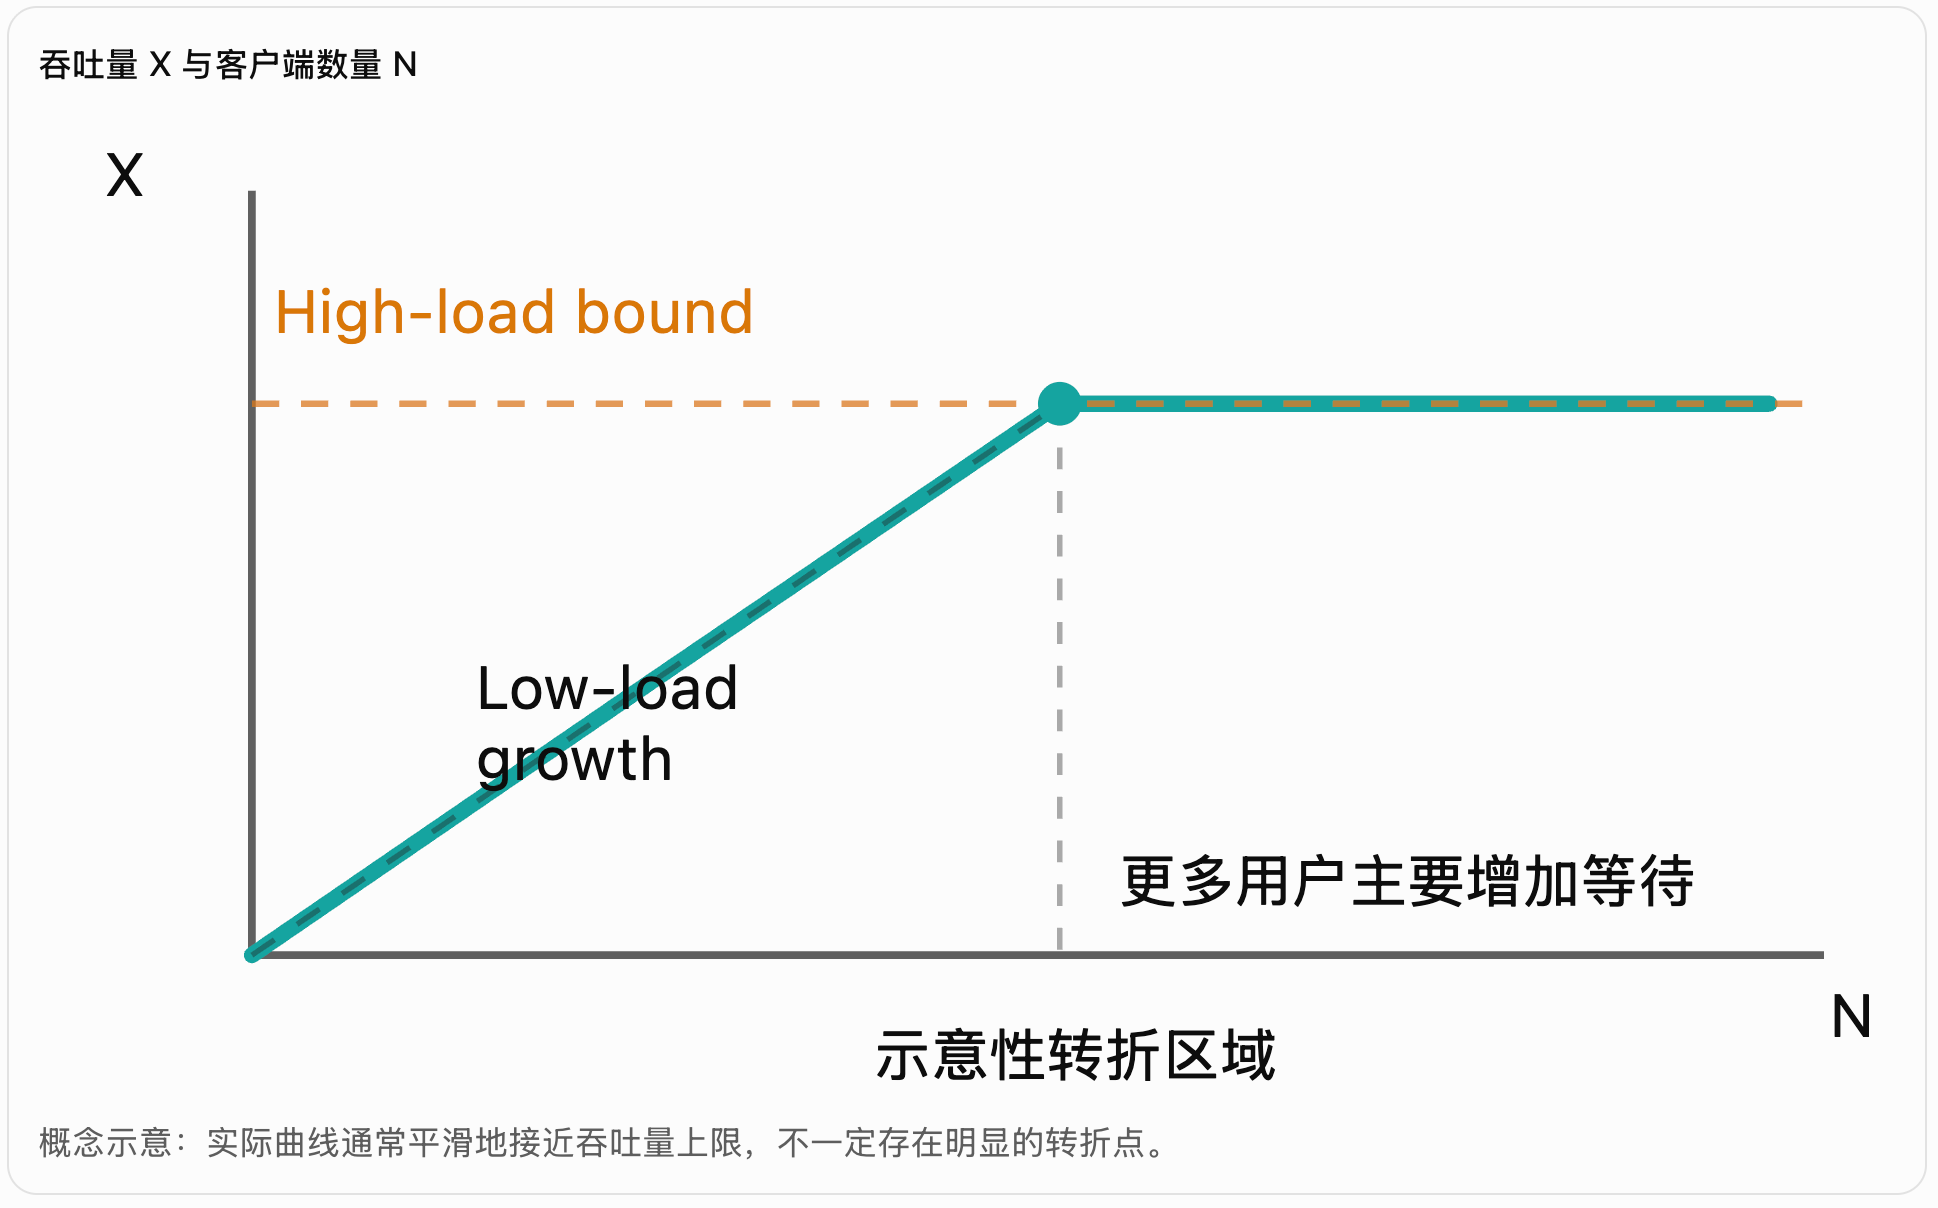 吞吐量 X 与客户端数量 N
X
High-load bound
Low-load
growth
更多用户主要增加等待
N
示意性转折区域
概念示意：实际曲线通常平滑地接近吞吐量上限，不一定存在明显的转折点。